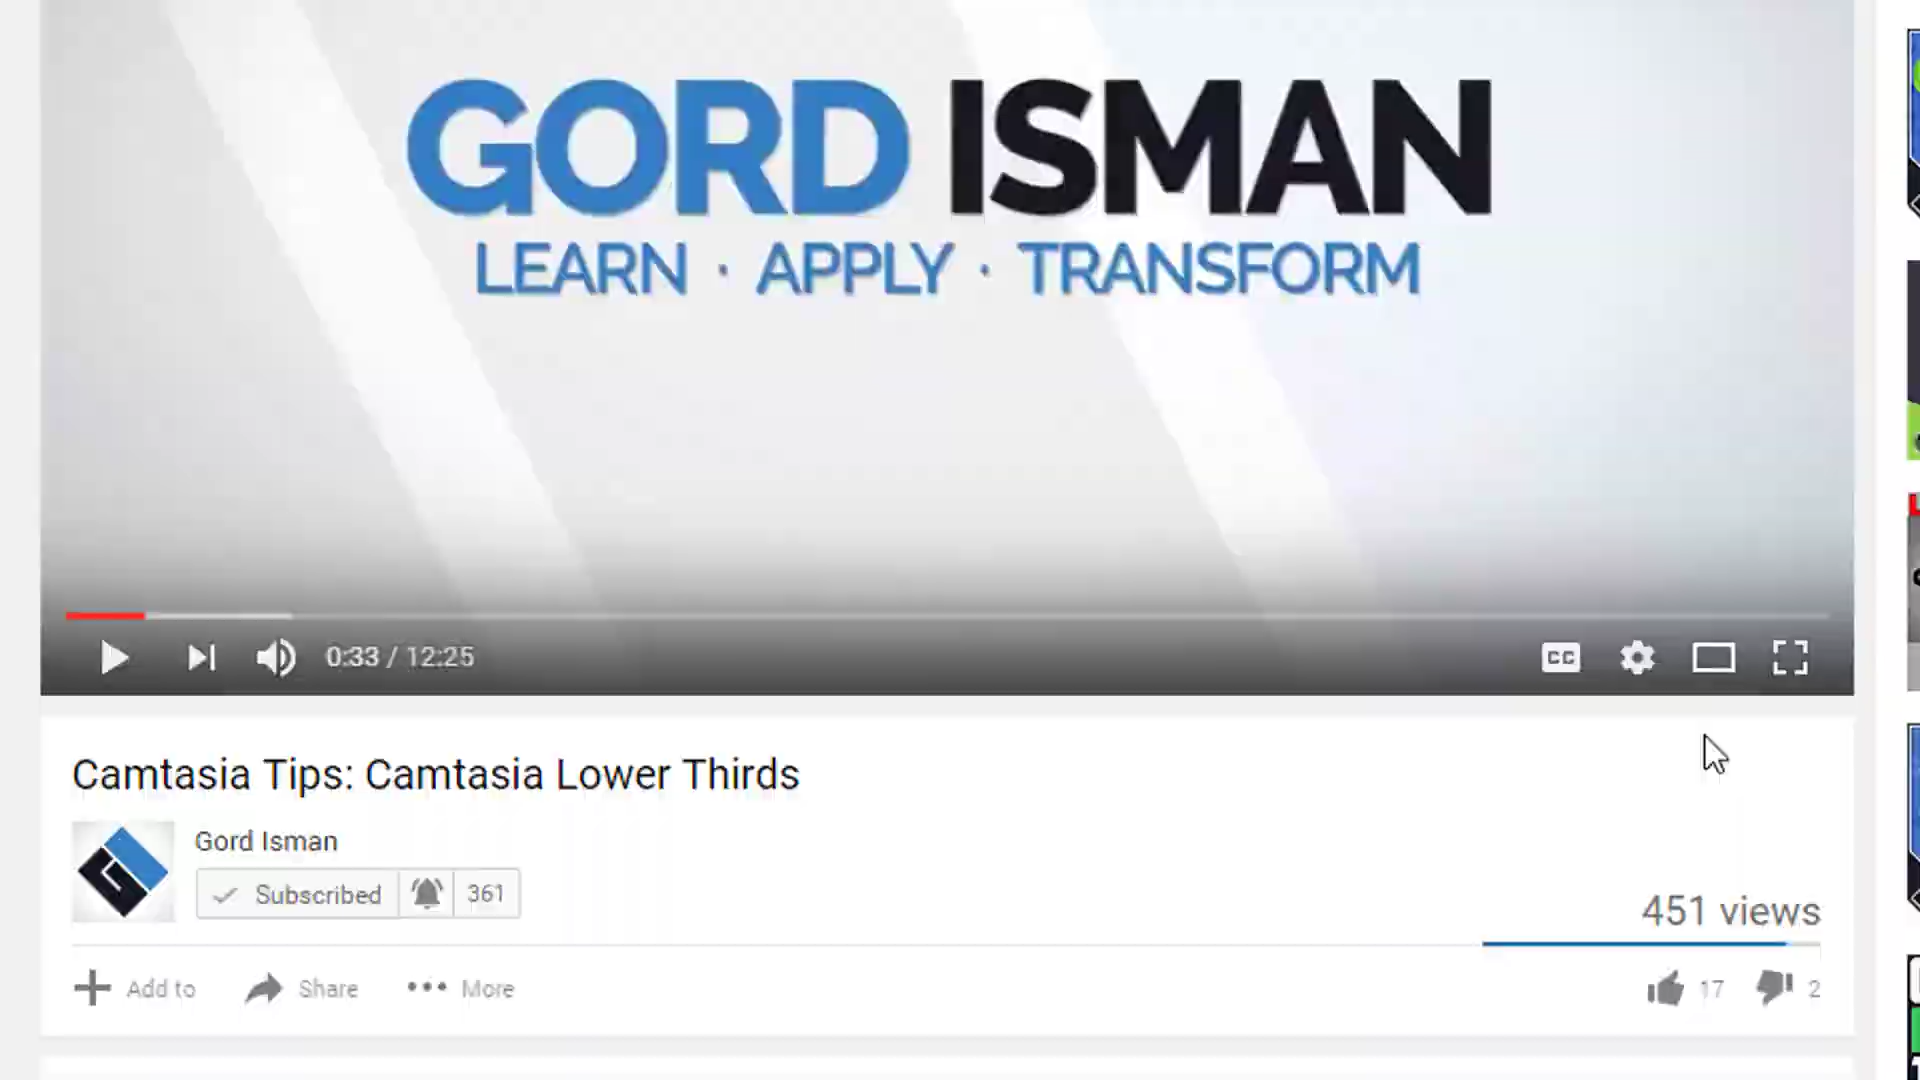 GORD ISMAN
LEARN · APPLY · TRANSFORM
0:33 / 12:25
CC
Camtasia Tips: Camtasia Lower Thirds
Gord Isman
Subscribed 361
451 views
Add to Share More
17 2